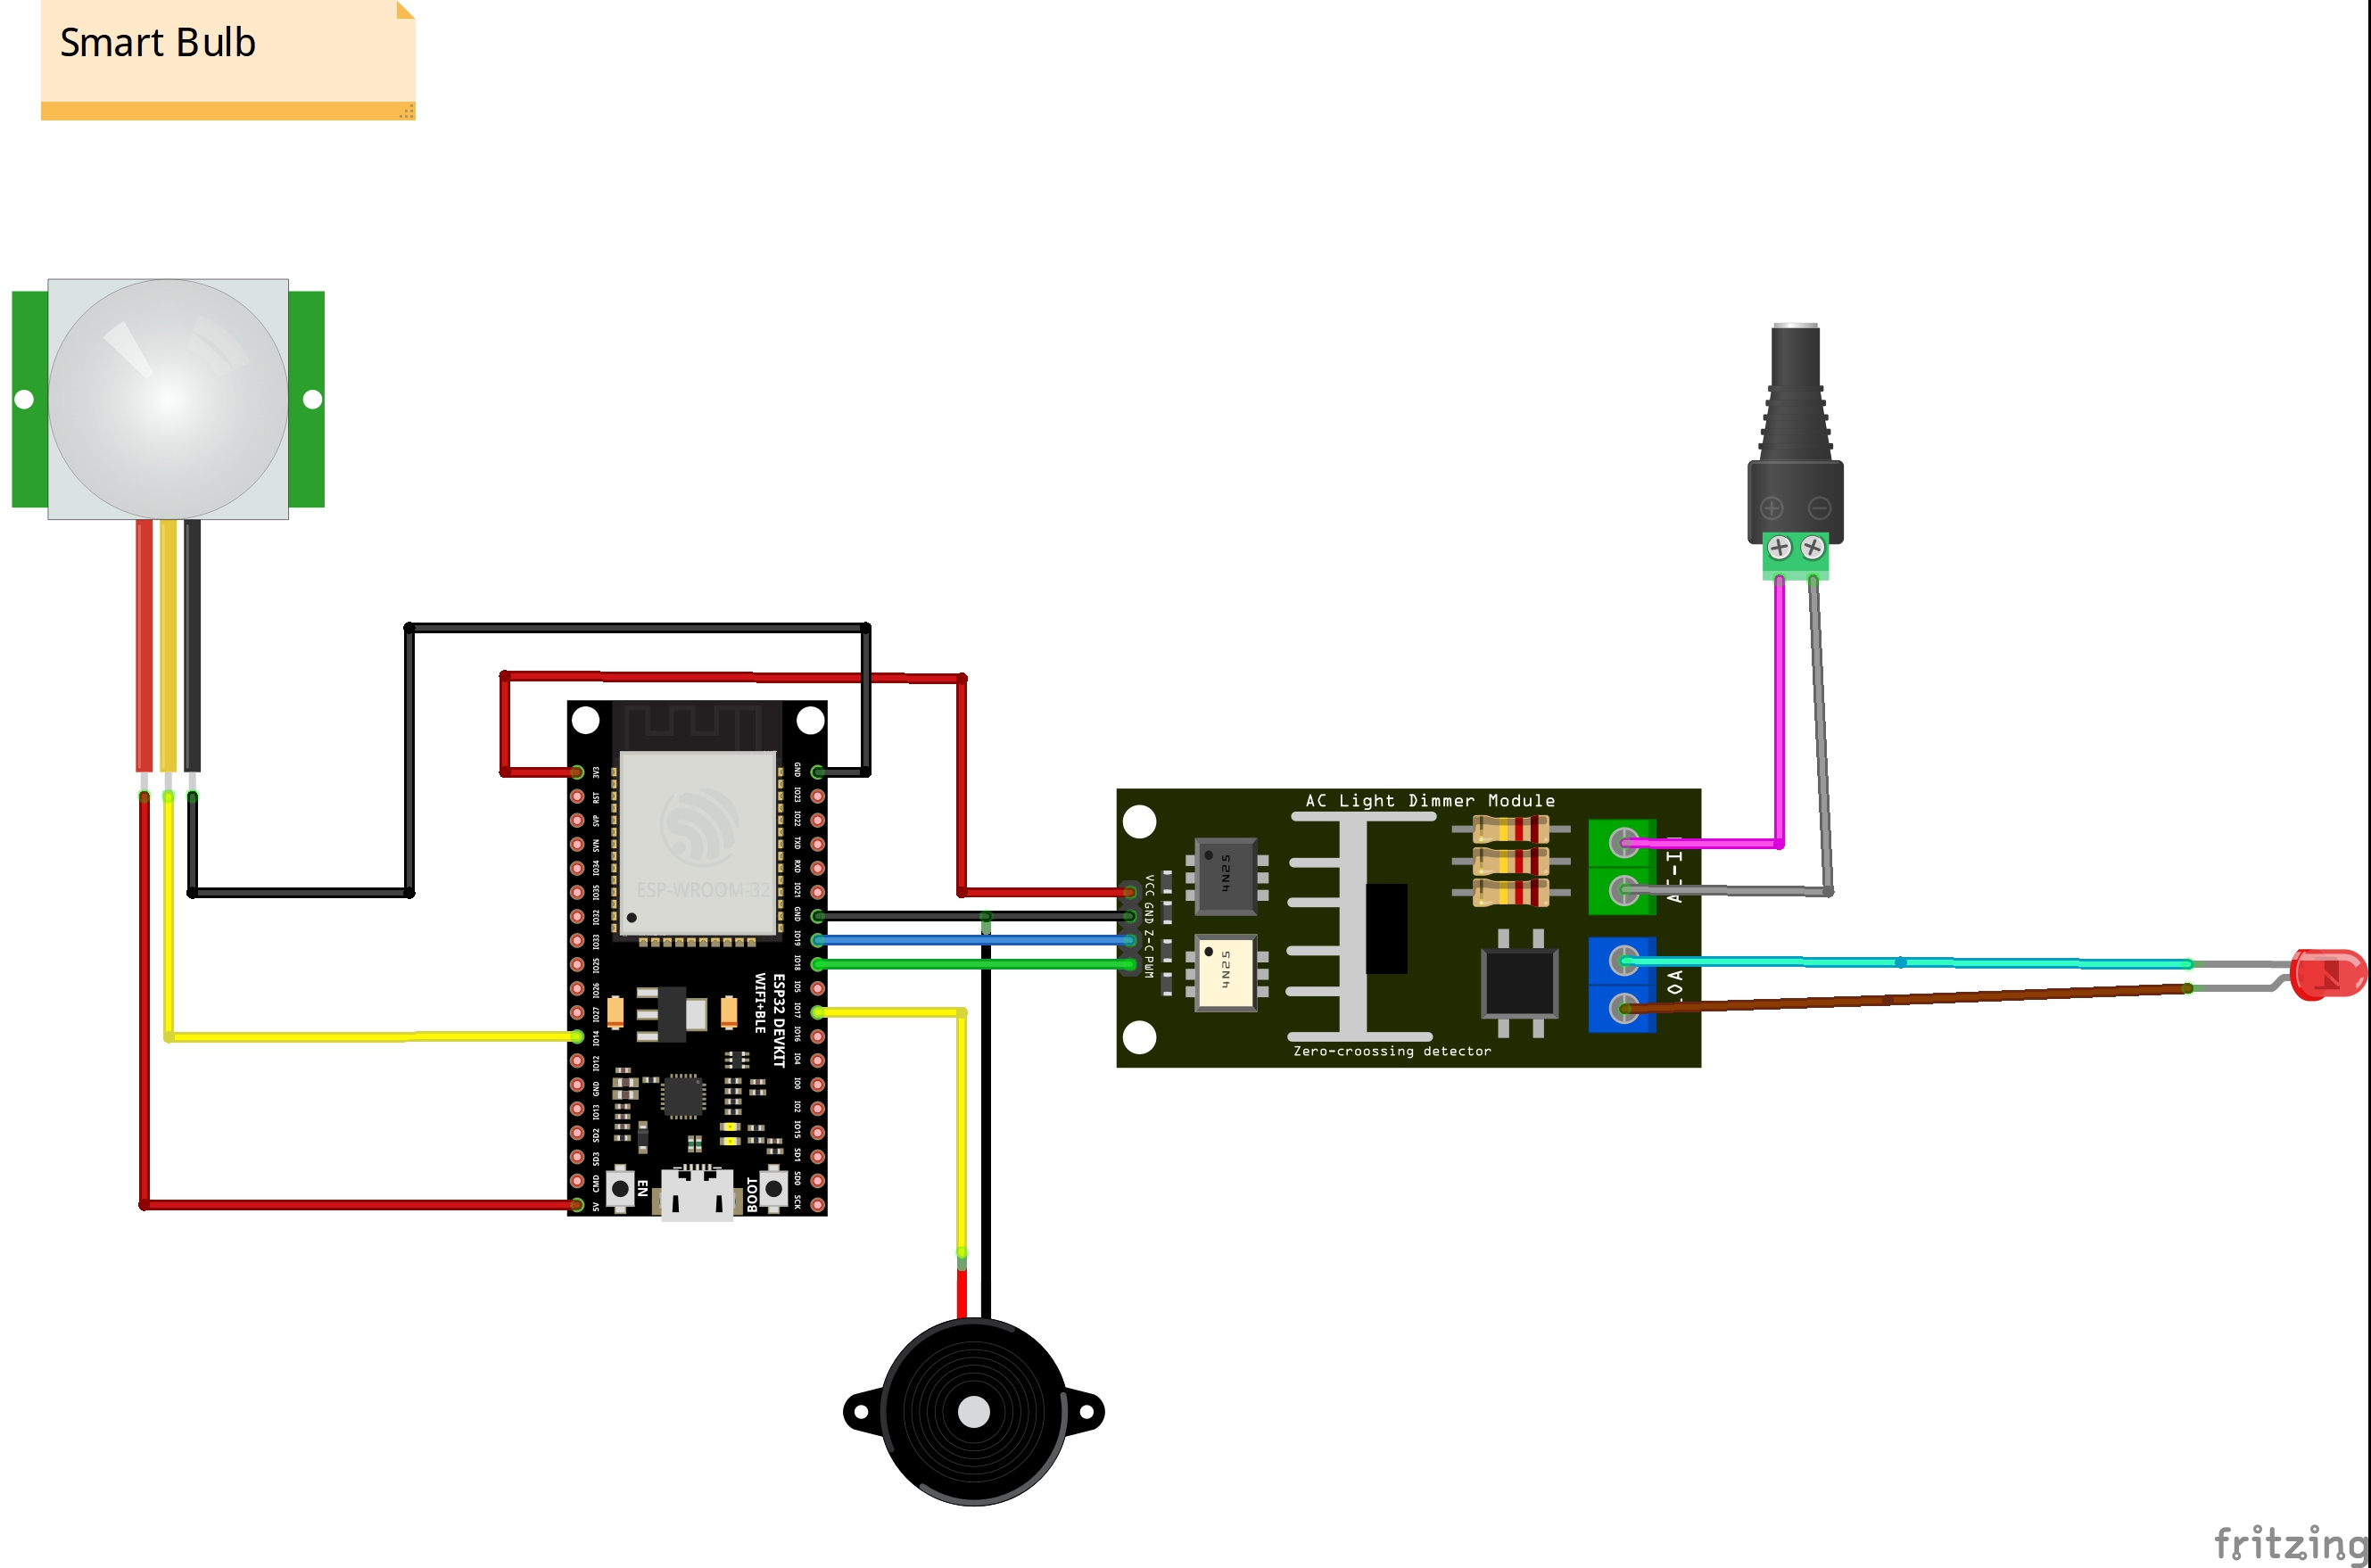 Smart Bulb
3V3
RST
SVP
SVN
IO34
IO35
IO32
IO33
IO25
IO26
IO27
IO14
IO12
GND
IO13
SD2
SD3
CMD
5V
GND
IO23
IO22
TXD
RXD
IO21
GND
IO19
IO18
IO5
IO17
IO16
IO4
IO0
IO2
IO15
SD1
SD0
SCK
ESP-WROOM-32
ESP32 DEVKIT
WIFI+BLE
EN
BOOT
AC Light Dimmer Module
VCC GND Z-C PWM
4N25
4N25
Zero-croossing detector
fritzing